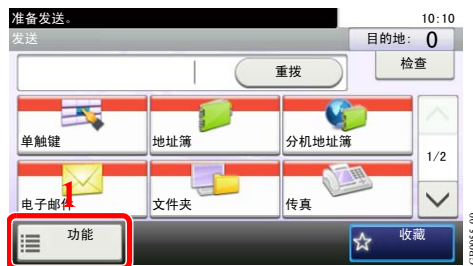 准备发送。 10:10
发送 目的地: 0
重拨 检查
单触键 地址簿 分机地址簿
1/2
电子邮件 文件夹 传真
1
功能 收藏